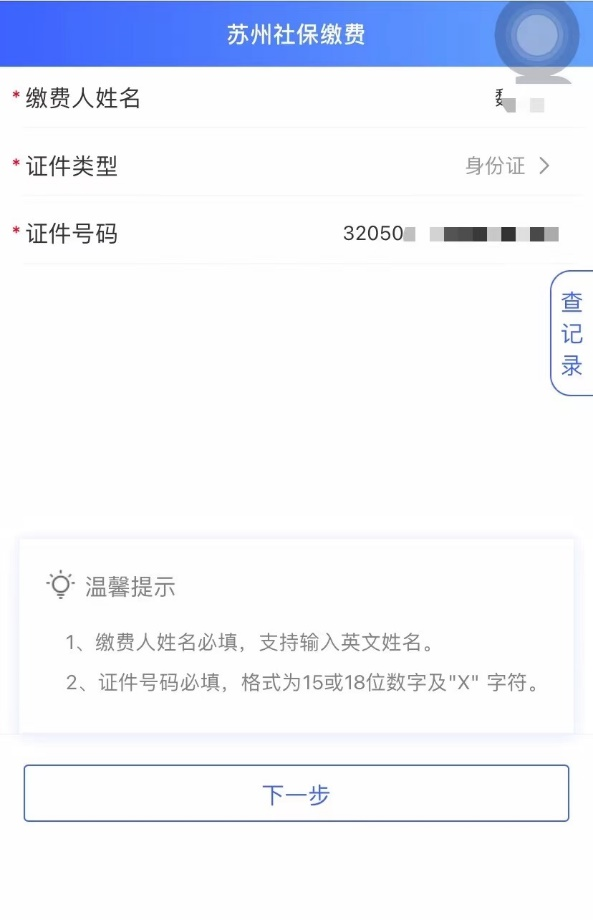 苏州社保缴费
*缴费人姓名
*证件类型 身份证
*证件号码 32050
查记录
温馨提示
1、缴费人姓名必填，支持输入英文姓名。
2、证件号码必填，格式为15或18位数字及"X" 字符。
下一步